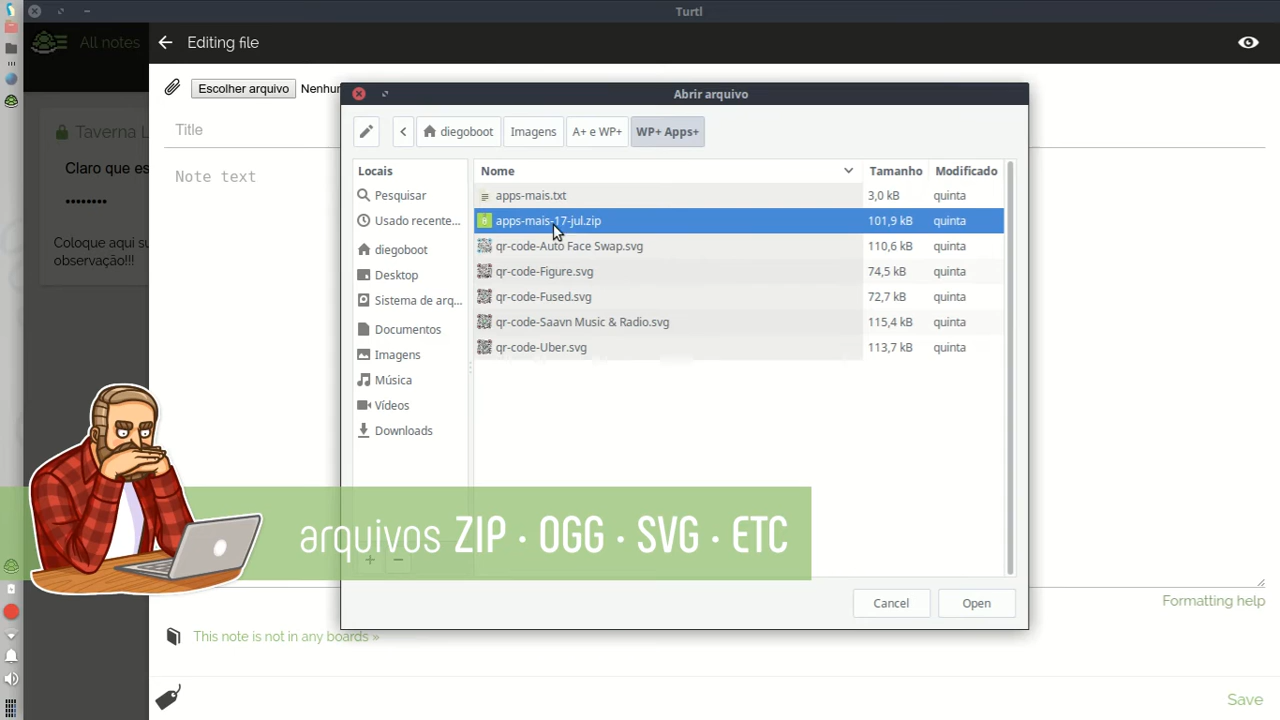 Turtl
All notes
Editing file
Escolher arquivo Nenhu
Title
Note text
Taverna L
Claro que es
••••••••
Coloque aqui su
observação!!!
Abrir arquivo
diegoboot Imagens A+ e WP+ WP+ Apps+
Locais
Pesquisar
Usado recente...
diegoboot
Desktop
Sistema de arq...
Documentos
Imagens
Música
Vídeos
Downloads
Nome Tamanho Modificado
apps-mais.txt 3,0 kB quinta
apps-mais-17-jul.zip 101,9 kB quinta
qr-code-Auto Face Swap.svg 110,6 kB quinta
qr-code-Figure.svg 74,5 kB quinta
qr-code-Fused.svg 72,7 kB quinta
qr-code-Saavn Music & Radio.svg 115,4 kB quinta
qr-code-Uber.svg 113,7 kB quinta
arquivos ZIP · OGG · SVG · ETC
Cancel Open
Formatting help
This note is not in any boards »
Save